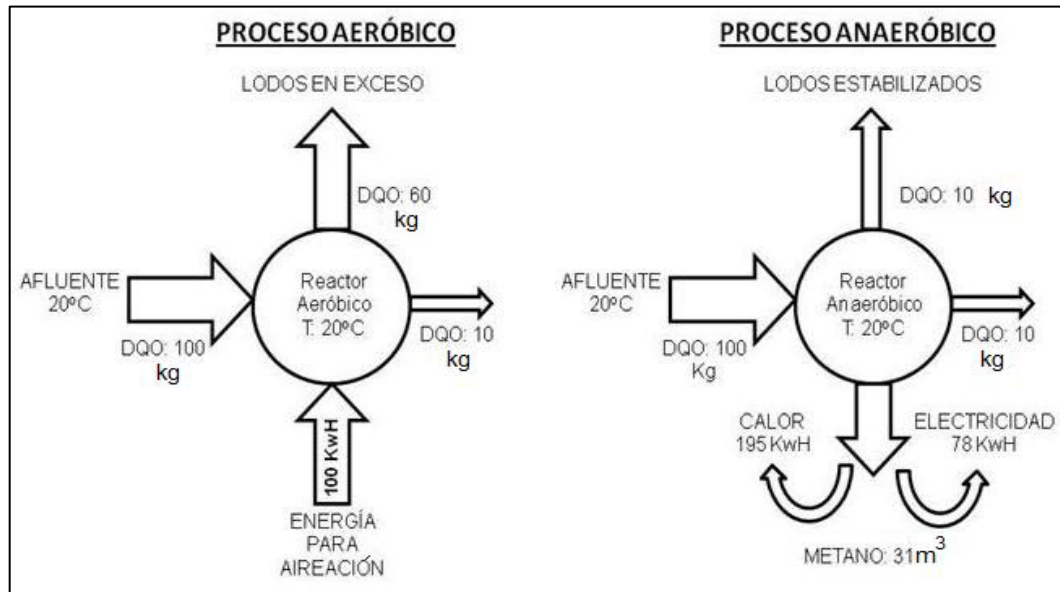 PROCESO AERÓBICO
LODOS EN EXCESO
DQO: 60
kg
AFLUENTE
20ºC
Reactor
Aeróbico
T: 20ºC
DQO: 100
kg
DQO: 10
kg
100 KwH
ENERGÍA
PARA
AIREACIÓN
PROCESO ANAERÓBICO
LODOS ESTABILIZADOS
DQO: 10 kg
AFLUENTE
20ºC
Reactor
Anaeróbico
T: 20ºC
DQO: 100
Kg
DQO: 10
kg
CALOR
195 KwH
ELECTRICIDAD
78 KwH
METANO: 31m³